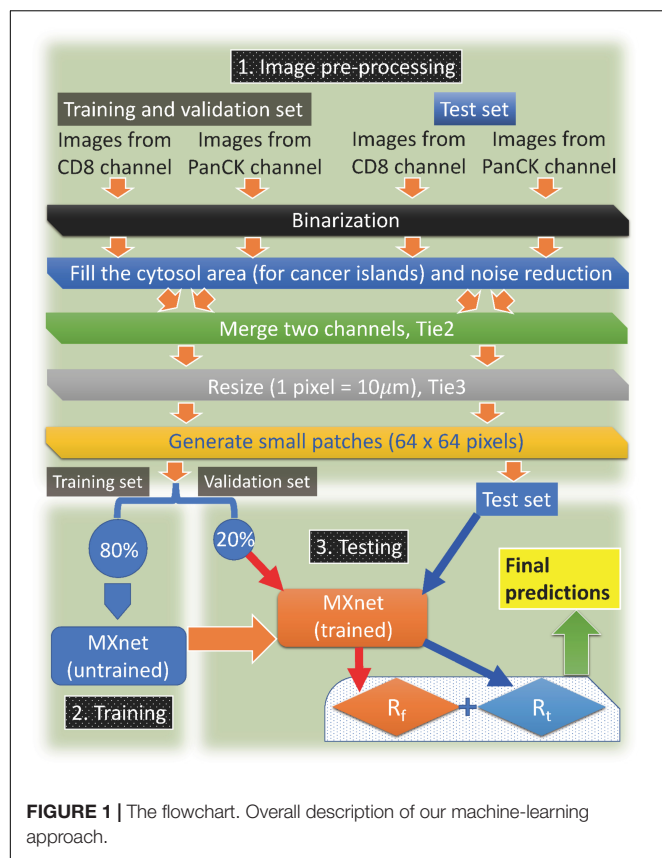 1. Image pre-processing
Training and validation set
Test set
Images from
CD8 channel
Images from
PanCK channel
Images from
CD8 channel
Images from
PanCK channel
Binarization
Fill the cytosol area (for cancer islands) and noise reduction
Merge two channels, Tie2
Resize (1 pixel = 10μm), Tie3
Generate small patches (64 x 64 pixels)
Training set
Validation set
Test set
80%
20%
3. Testing
Final
predictions
MXnet
(untrained)
MXnet
(trained)
2. Training
Rf
+
Rt
FIGURE 1 | The flowchart. Overall description of our machine-learning
approach.